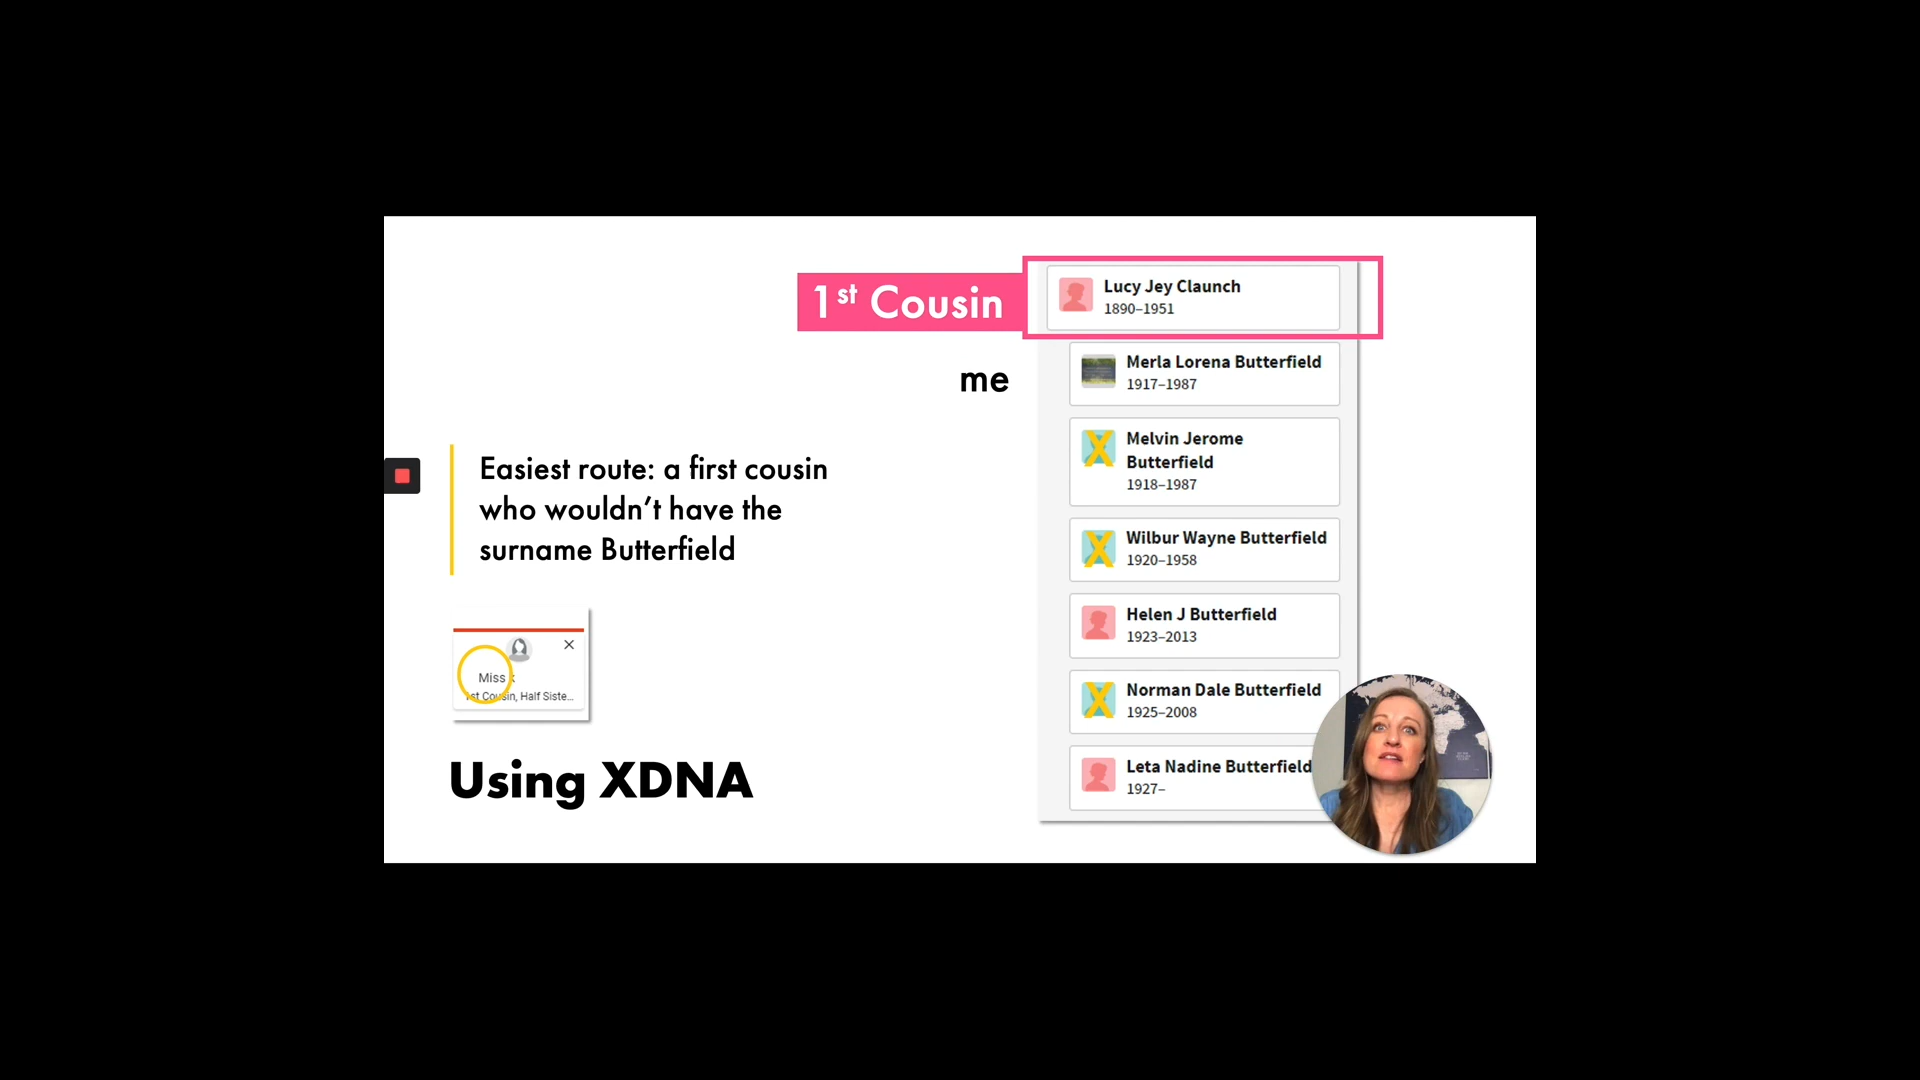 1st Cousin
Lucy Jey Claunch
1890–1951
me
Merla Lorena Butterfield
1917–1987
Melvin Jerome
Butterfield
1918–1987
Wilbur Wayne Butterfield
1920–1958
Helen J Butterfield
1923–2013
Norman Dale Butterfield
1925–2008
Leta Nadine Butterfield
1927–
Easiest route: a first cousin
who wouldn’t have the
surname Butterfield
Miss
1st Cousin, Half Siste...
Using XDNA